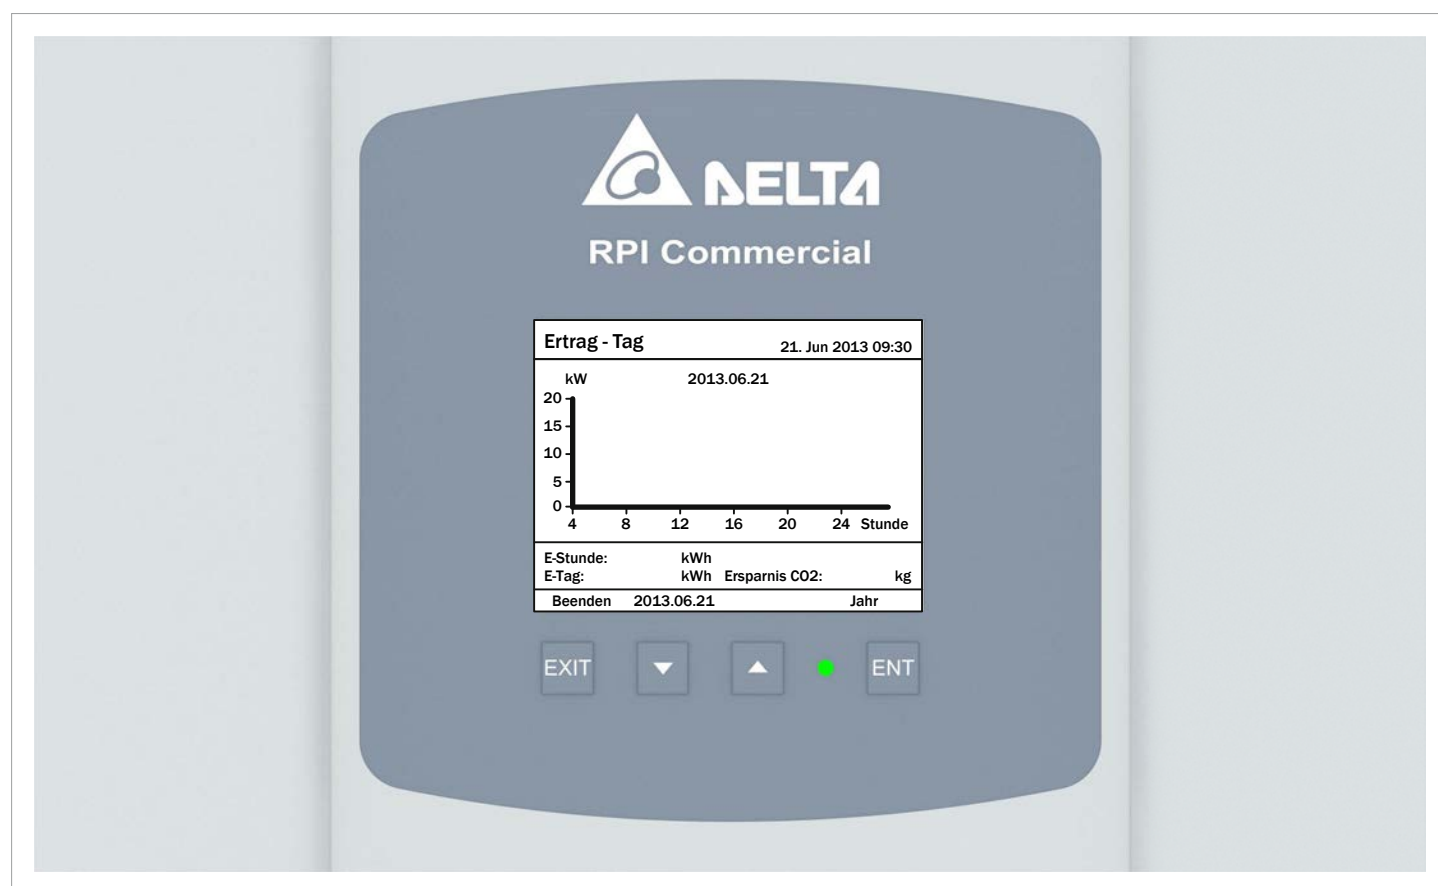 DELTA
RPI Commercial
Ertrag - Tag 21. Jun 2013 09:30
kW 2013.06.21
20
15
10
5
0
4 8 12 16 20 24 Stunde
E-Stunde: kWh
E-Tag: kWh Ersparnis CO2: kg
Beenden 2013.06.21 Jahr
EXIT ENT